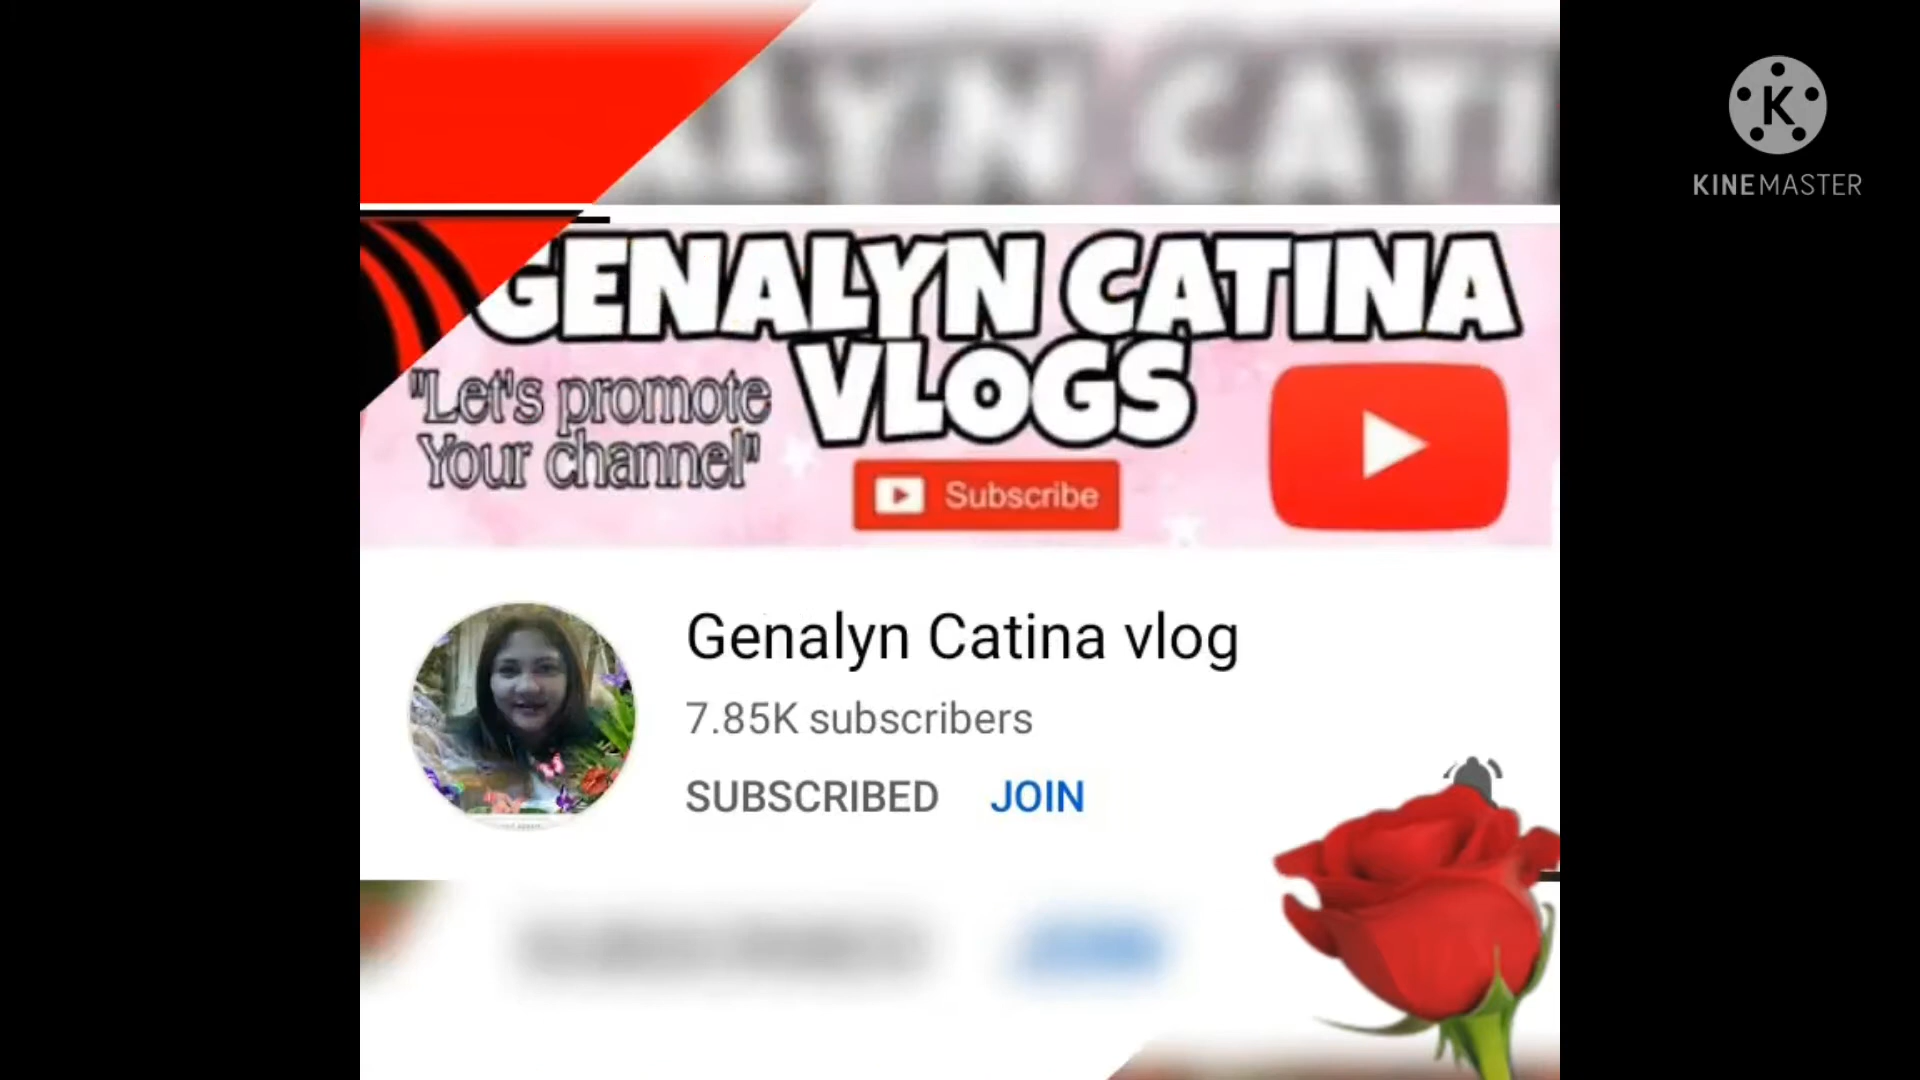 KINEMASTER
GENALYN CATINA
VLOGS
"Let's promote
Your channel"
Subscribe
Genalyn Catina vlog
7.85K subscribers
SUBSCRIBED JOIN